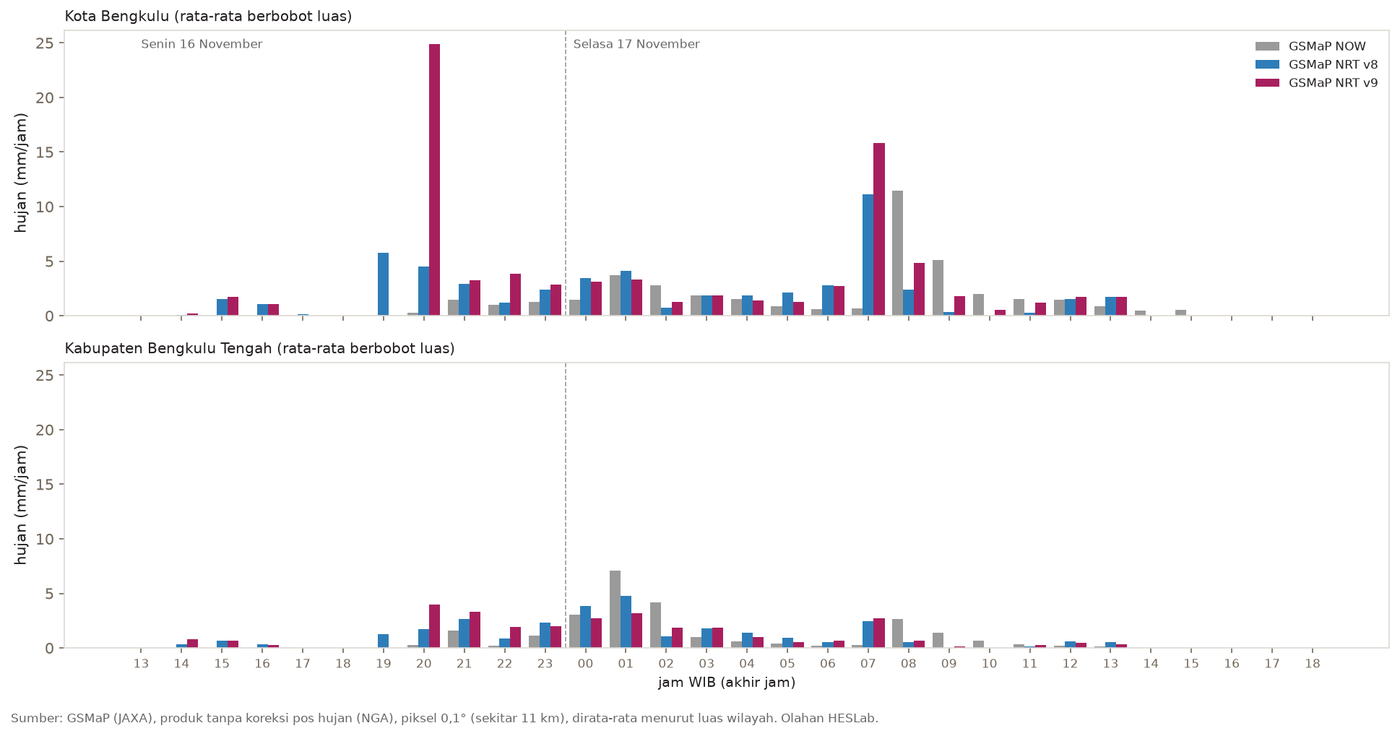 Kota Bengkulu (rata-rata berbobot luas)
Senin 16 November
Selasa 17 November
GSMaP NOW
GSMaP NRT v8
GSMaP NRT v9
25
20
15
10
5
0
hujan (mm/jam)
Kabupaten Bengkulu Tengah (rata-rata berbobot luas)
25
20
15
10
5
0
hujan (mm/jam)
13 14 15 16 17 18 19 20 21 22 23 00 01 02 03 04 05 06 07 08 09 10 11 12 13 14 15 16 17 18
jam WIB (akhir jam)
Sumber: GSMaP (JAXA), produk tanpa koreksi pos hujan (NGA), piksel 0,1° (sekitar 11 km), dirata-rata menurut luas wilayah. Olahan HESLab.